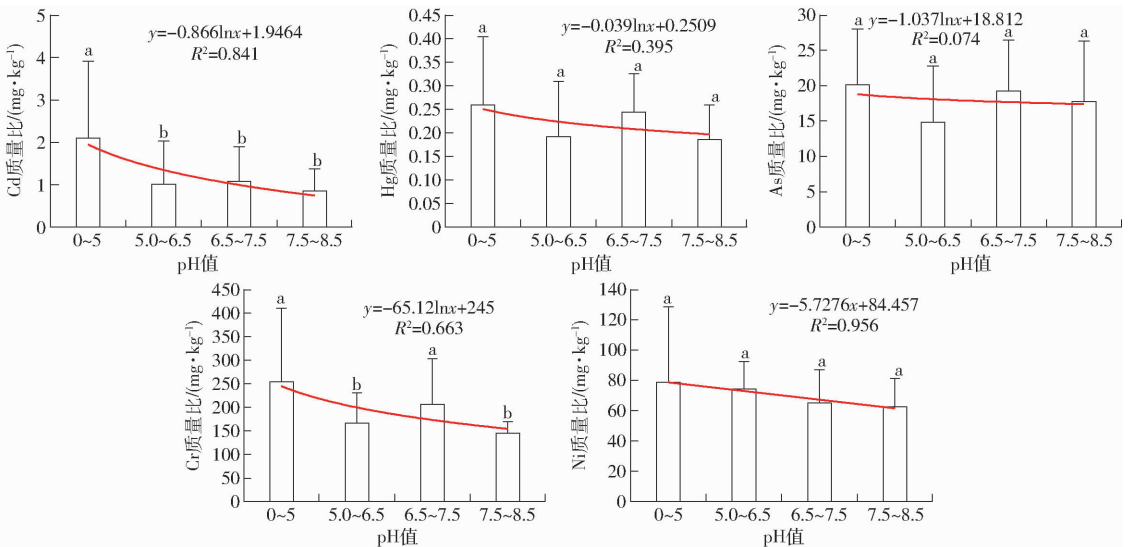 5
4
3
2
1
0
Cd质量比/(mg·kg⁻¹)
y=−0.866lnx+1.9464
R²=0.841
a
b
b
b
0~5
5.0~6.5
6.5~7.5
7.5~8.5
pH值
0.45
0.40
0.35
0.30
0.25
0.20
0.15
0.10
0.05
0
Hg质量比/(mg·kg⁻¹)
y=−0.039lnx+0.2509
R²=0.395
a
a
a
a
0~5
5.0~6.5
6.5~7.5
7.5~8.5
pH值
30
25
20
15
10
5
0
As质量比/(mg·kg⁻¹)
y=−1.037lnx+18.812
R²=0.074
a
a
a
a
0~5
5.0~6.5
6.5~7.5
7.5~8.5
pH值
450
400
350
300
250
200
150
100
50
0
Cr质量比/(mg·kg⁻¹)
y=−65.12lnx+245
R²=0.663
a
b
a
b
0~5
5.0~6.5
6.5~7.5
7.5~8.5
pH值
140
120
100
80
60
40
20
0
Ni质量比/(mg·kg⁻¹)
y=−5.7276x+84.457
R²=0.956
a
a
a
a
0~5
5.0~6.5
6.5~7.5
7.5~8.5
pH值